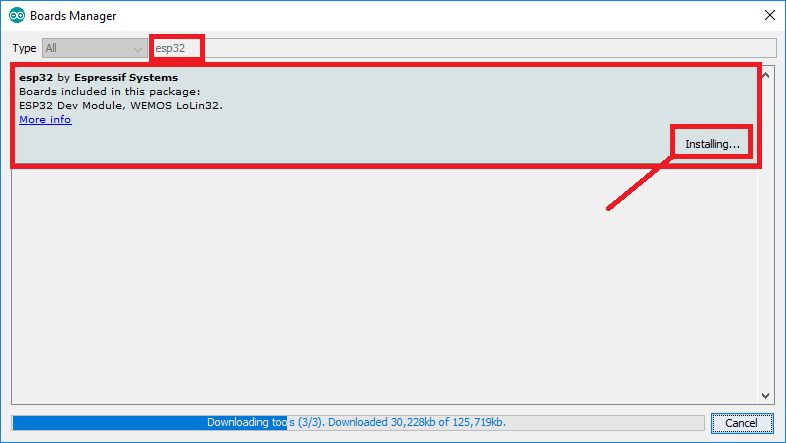 Boards Manager
Type All esp32
esp32 by Espressif Systems
Boards included in this package:
ESP32 Dev Module, WEMOS LoLin32.
More info
Installing...
Downloading tools (3/3). Downloaded 30,228kb of 125,719kb.
Cancel